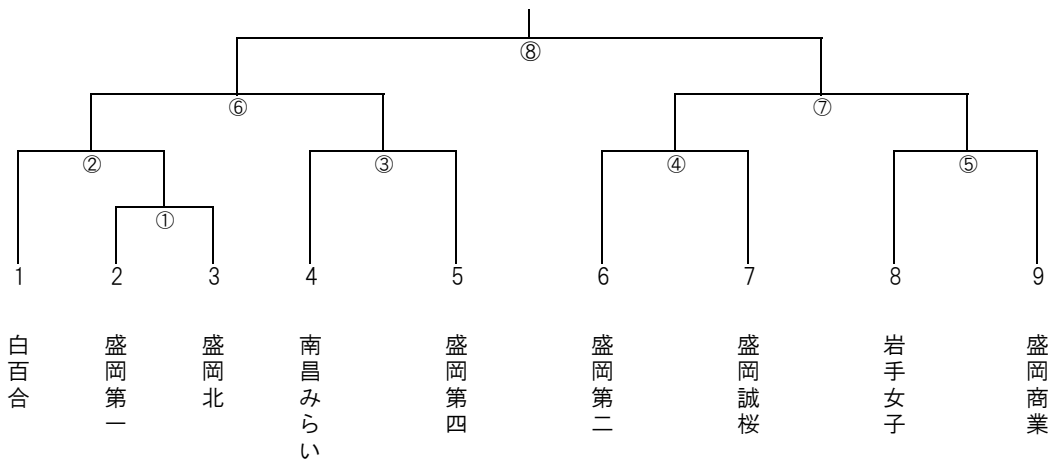 ⑧
⑥
⑦
②
③
④
⑤
①
1 2 3 4 5 6 7 8 9
白百合
盛岡第一
盛岡北
南昌みらい
盛岡第四
盛岡第二
盛岡誠桜
岩手女子
盛岡商業